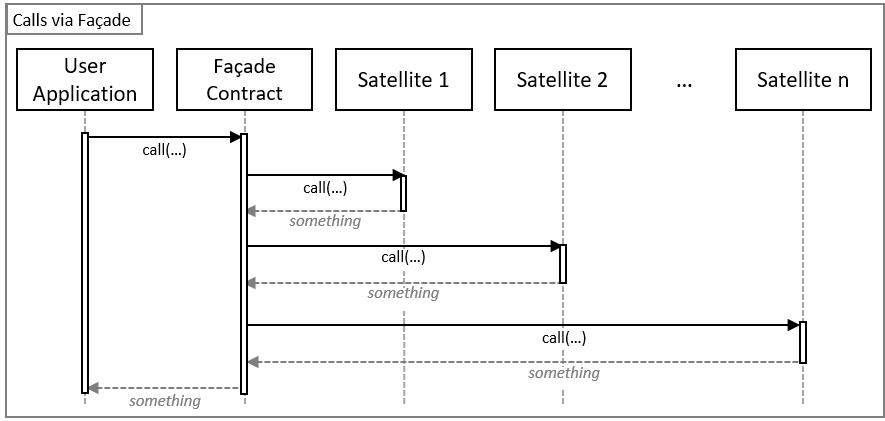 Calls via Façade
User
Application
Façade
Contract
Satellite 1
Satellite 2
...
Satellite n
call(...)
call(...)
something
call(...)
something
call(...)
something
something